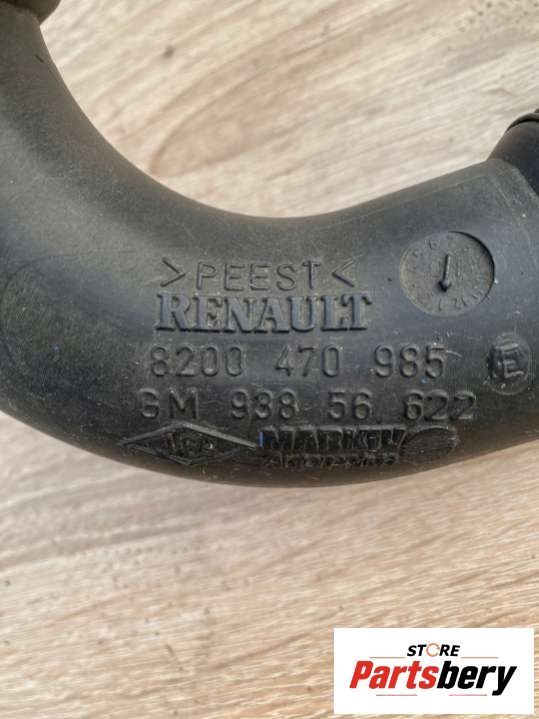 >PEEST<
RENAULT
8200 470 985
E
GM 938 56 622
STORE
Partsbery